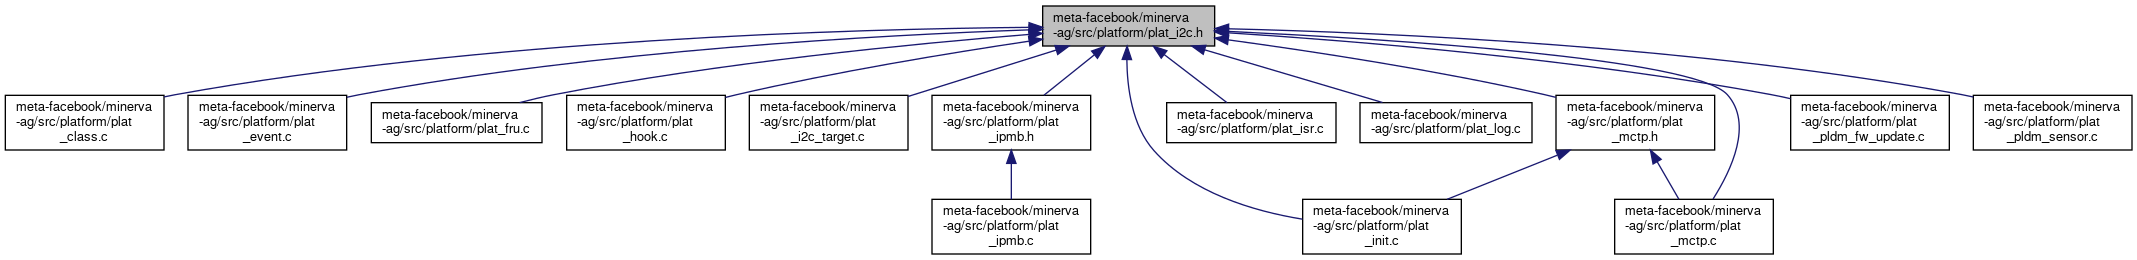 meta-facebook/minerva
-ag/src/platform/plat_i2c.h
meta-facebook/minerva
-ag/src/platform/plat
_class.c
meta-facebook/minerva
-ag/src/platform/plat
_event.c
meta-facebook/minerva
-ag/src/platform/plat_fru.c
meta-facebook/minerva
-ag/src/platform/plat
_hook.c
meta-facebook/minerva
-ag/src/platform/plat
_i2c_target.c
meta-facebook/minerva
-ag/src/platform/plat
_ipmb.h
meta-facebook/minerva
-ag/src/platform/plat_isr.c
meta-facebook/minerva
-ag/src/platform/plat_log.c
meta-facebook/minerva
-ag/src/platform/plat
_mctp.h
meta-facebook/minerva
-ag/src/platform/plat
_pldm_fw_update.c
meta-facebook/minerva
-ag/src/platform/plat
_pldm_sensor.c
meta-facebook/minerva
-ag/src/platform/plat
_ipmb.c
meta-facebook/minerva
-ag/src/platform/plat
_init.c
meta-facebook/minerva
-ag/src/platform/plat
_mctp.c